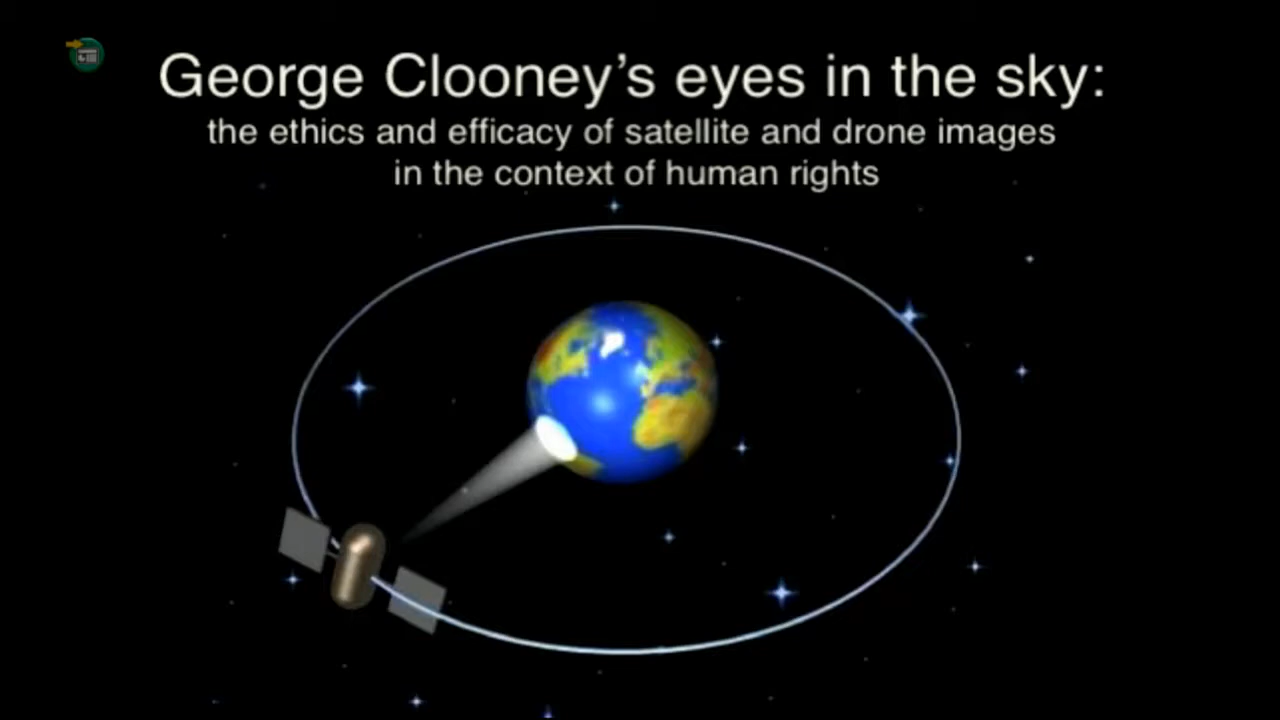 George Clooney’s eyes in the sky:
the ethics and efficacy of satellite and drone images
in the context of human rights